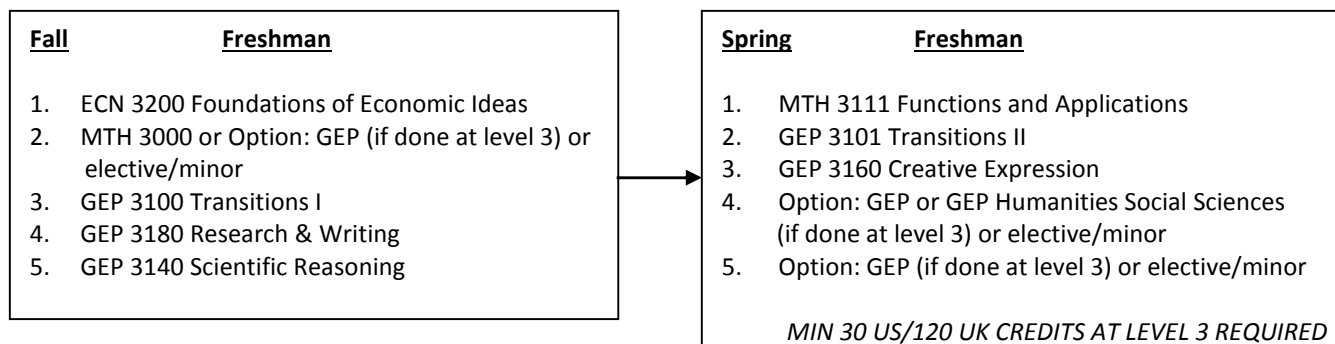 Fall Freshman
1. ECN 3200 Foundations of Economic Ideas
2. MTH 3000 or Option: GEP (if done at level 3) or
elective/minor
3. GEP 3100 Transitions I
4. GEP 3180 Research & Writing
5. GEP 3140 Scientific Reasoning
Spring Freshman
1. MTH 3111 Functions and Applications
2. GEP 3101 Transitions II
3. GEP 3160 Creative Expression
4. Option: GEP or GEP Humanities Social Sciences
(if done at level 3) or elective/minor
5. Option: GEP (if done at level 3) or elective/minor
MIN 30 US/120 UK CREDITS AT LEVEL 3 REQUIRED